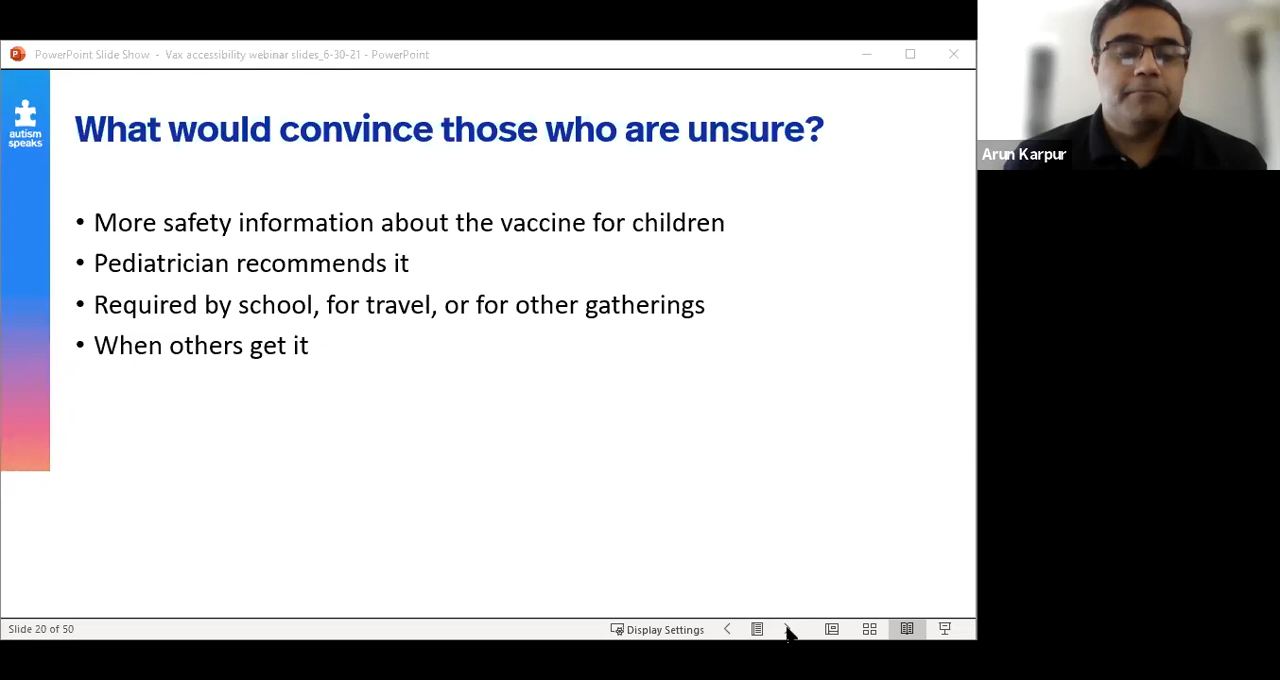 PowerPoint Slide Show - Vax accessibility webinar slides_6-30-21 - PowerPoint
autism
speaks
What would convince those who are unsure?
• More safety information about the vaccine for children
• Pediatrician recommends it
• Required by school, for travel, or for other gatherings
• When others get it
Arun Karpur
Slide 20 of 50
Display Settings